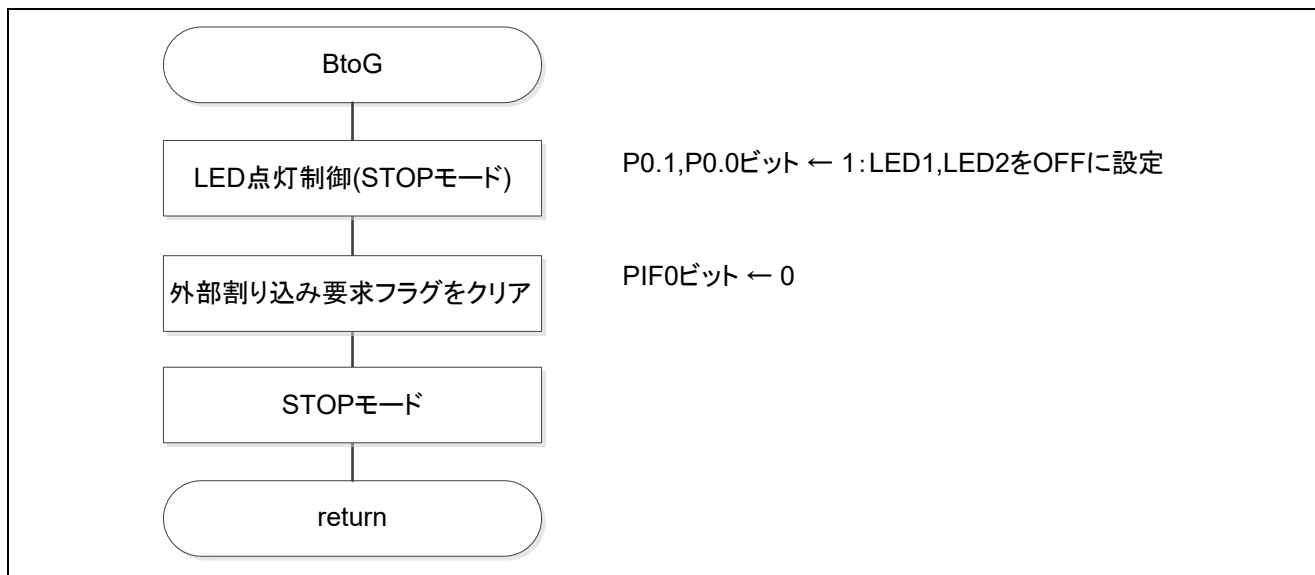 BtoG
LED点灯制御(STOPモード)
P0.1,P0.0ビット ← 1:LED1,LED2をOFFに設定
外部割り込み要求フラグをクリア
PIF0ビット ← 0
STOPモード
return